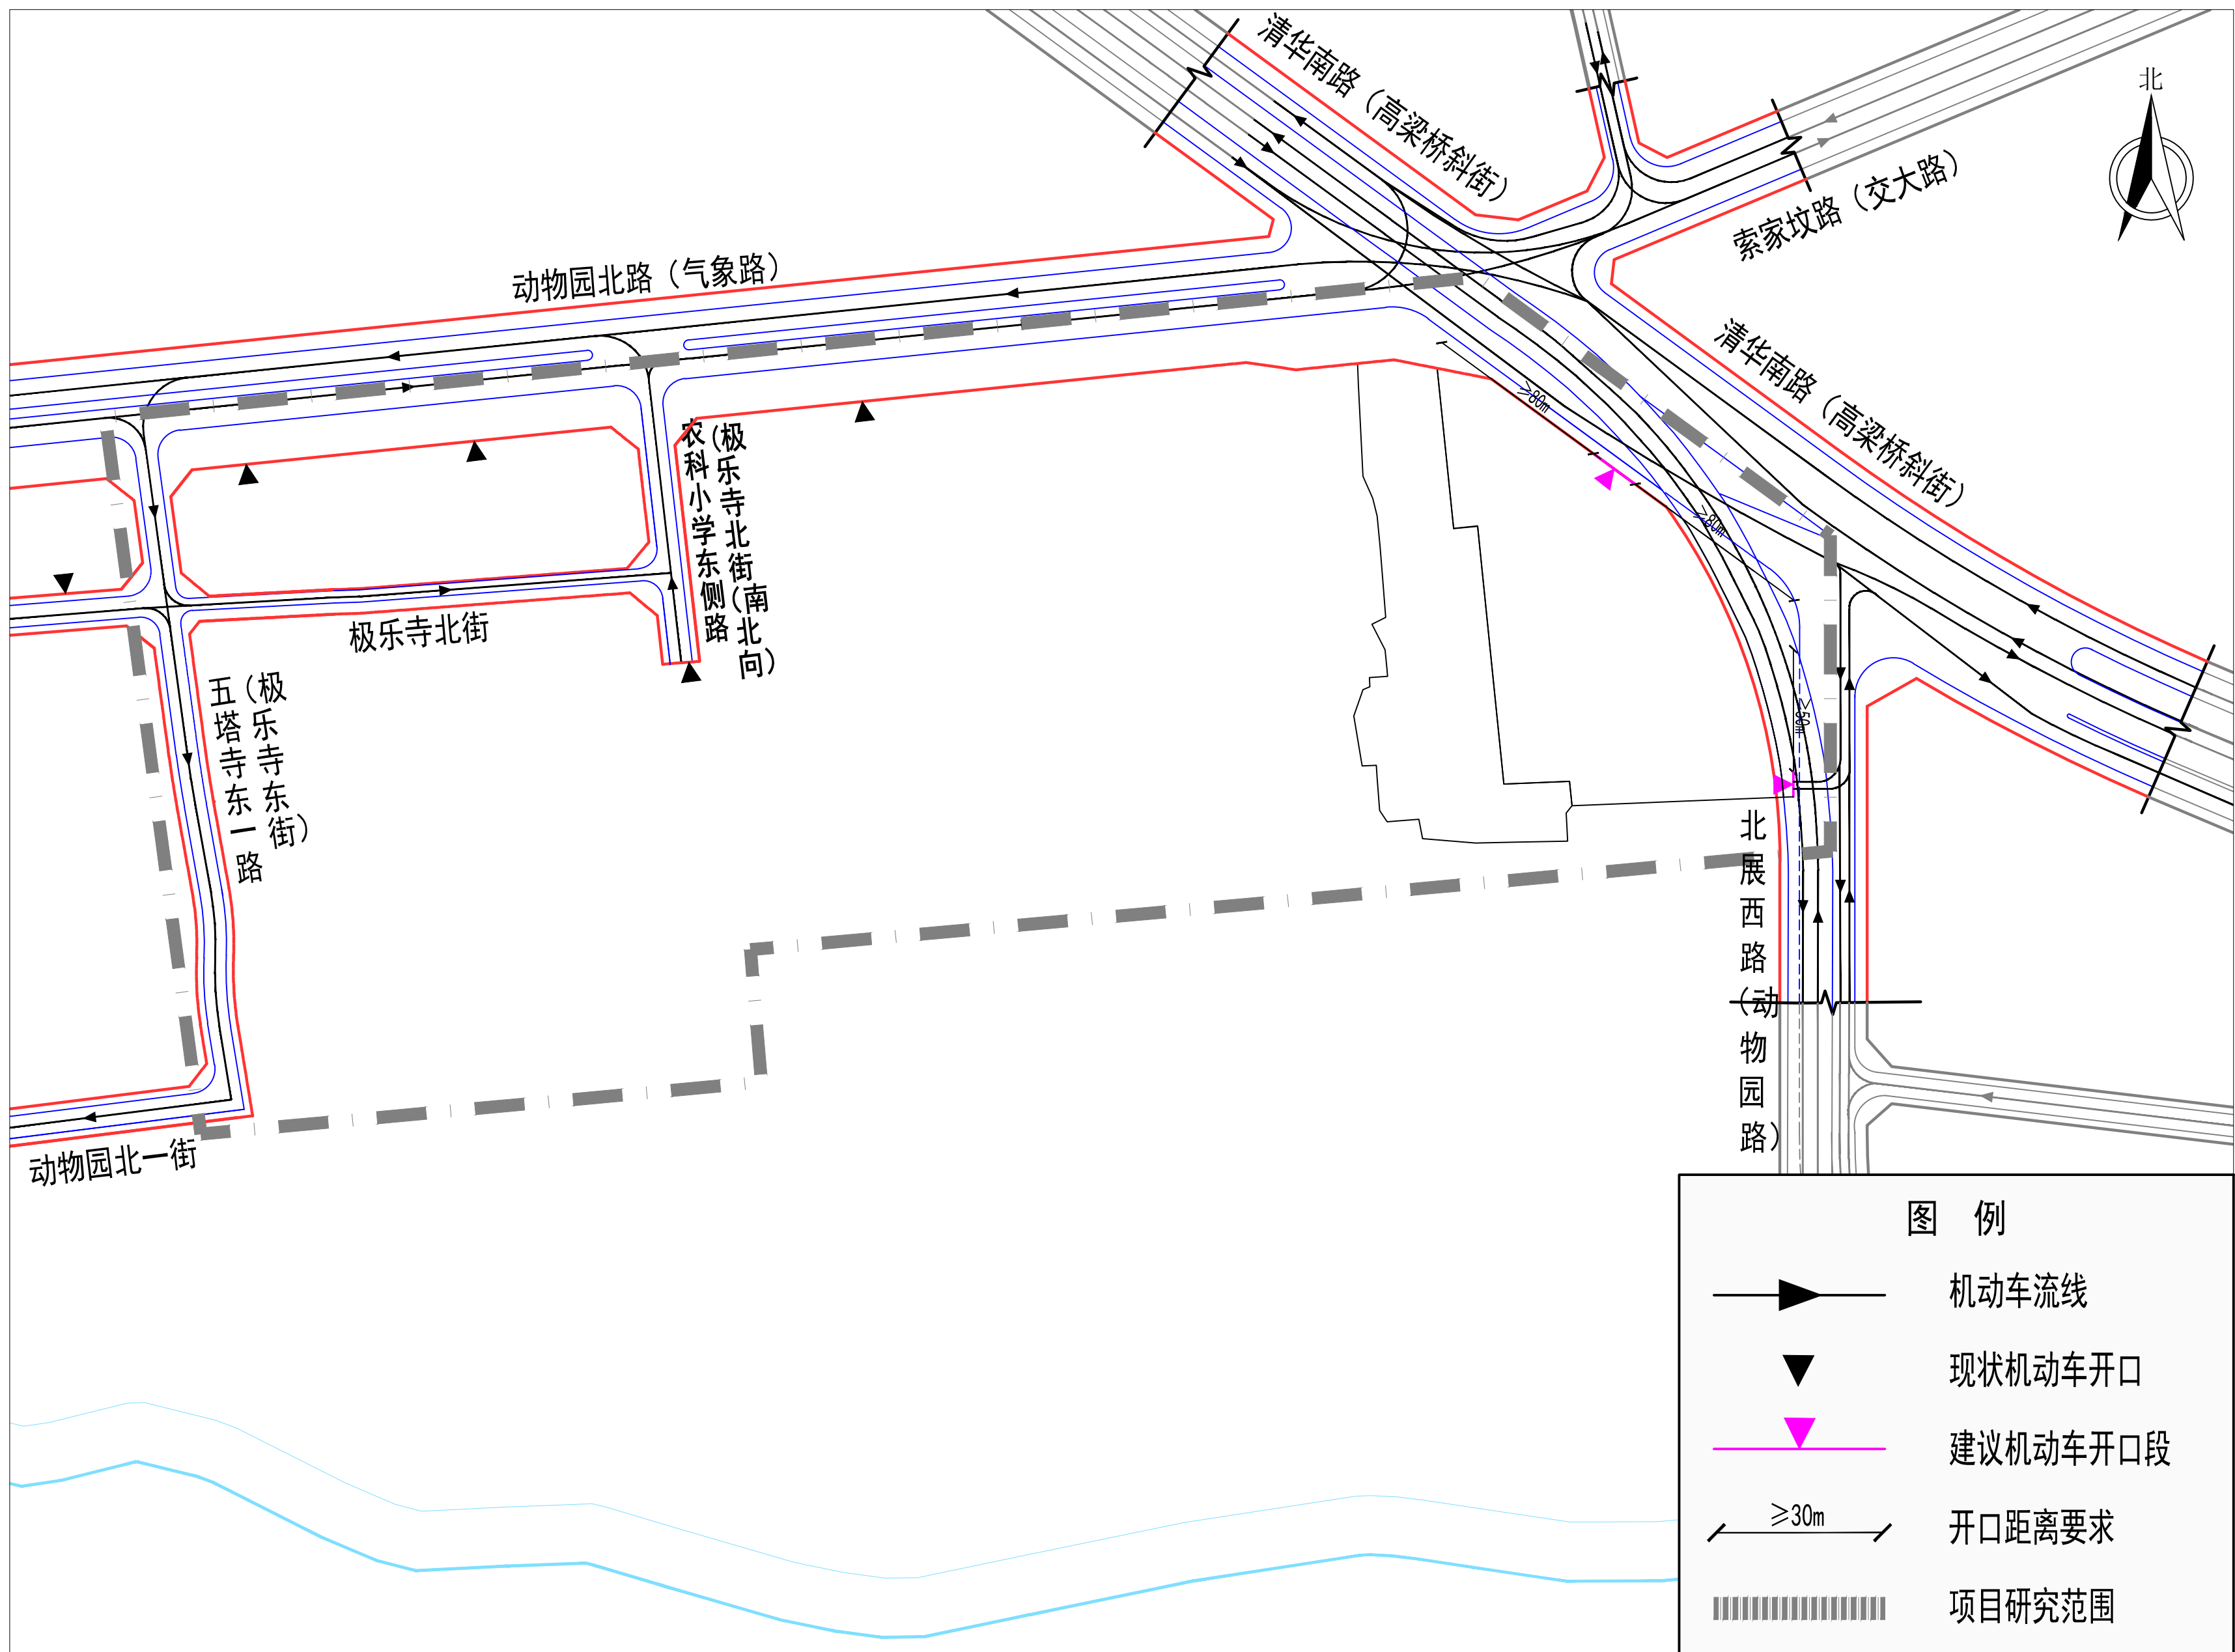 清华南路（高梁桥斜街）
北
索家坟路（交大路）
动物园北路（气象路）
清华南路（高梁桥斜街）
≥80m
农科小学东侧路
（极乐寺北街（南北向）
≥80m
极乐寺北街
五塔寺东一路
（极乐寺东街）
≥50m
北展西路（动物园路）
动物园北一街
图 例
机动车流线
现状机动车开口
建议机动车开口段
≥30m
开口距离要求
项目研究范围